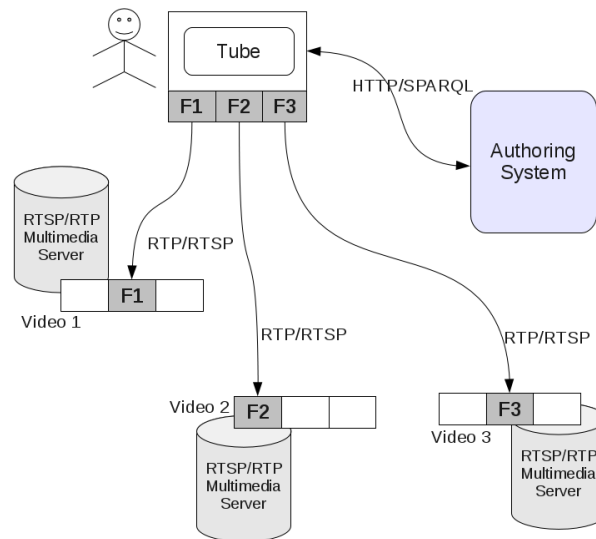 Tube
F1 F2 F3
HTTP/SPARQL
Authoring
System
RTSP/RTP
Multimedia
Server
RTP/RTSP
F1
Video 1
RTP/RTSP
RTP/RTSP
Video 2
F2
F3
Video 3
RTSP/RTP
Multimedia
Server
RTSP/RTP
Multimedia
Server